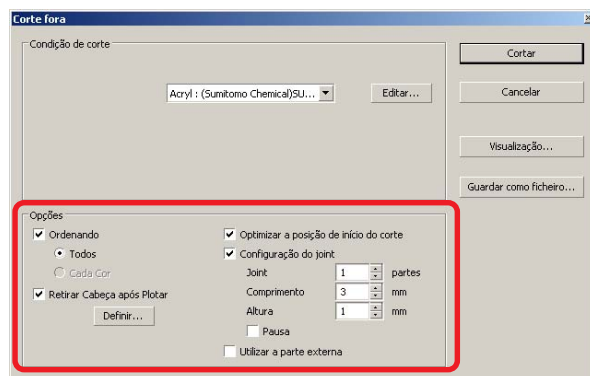 Corte fora
Condição de corte
Acryl : (Sumitomo Chemical)SU...
Editar...
Cortar
Cancelar
Visualização...
Guardar como ficheiro...
Opções
Ordenando
Todos
Cada Cor
Retirar Cabeça após Plotar
Definir...
Optimizar a posição de início do corte
Configuração do joint
Joint 1 partes
Comprimento 3 mm
Altura 1 mm
Pausa
Utilizar a parte externa